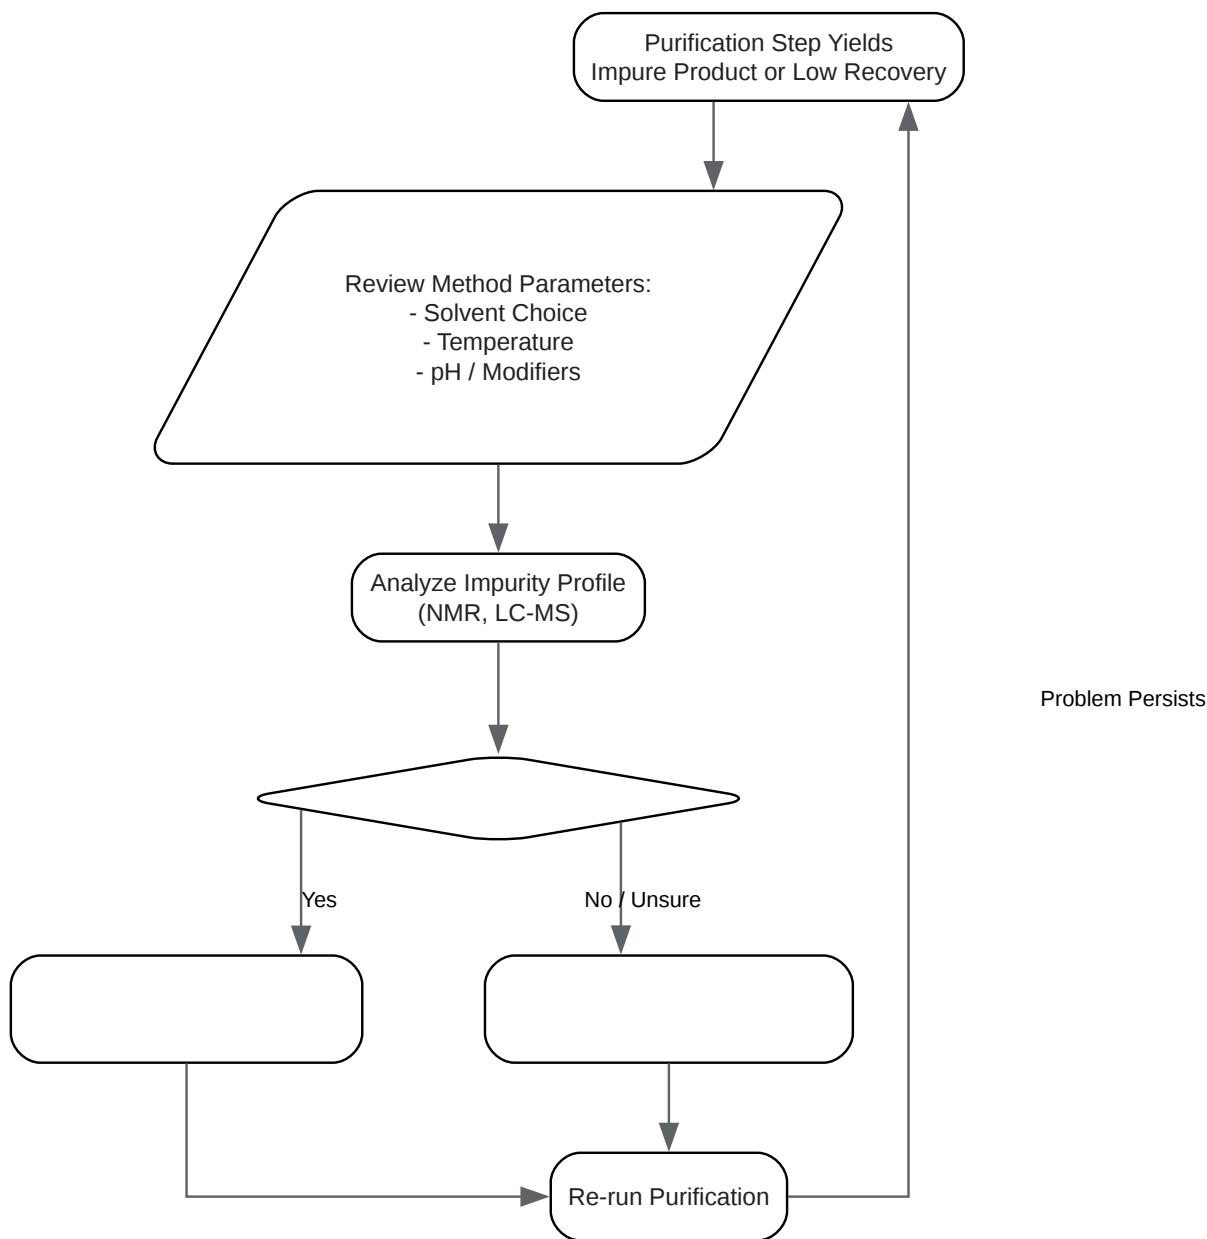 Purification Step Yields
Impure Product or Low Recovery
Review Method Parameters:
- Solvent Choice
- Temperature
- pH / Modifiers
Analyze Impurity Profile
(NMR, LC-MS)
Problem Persists
Yes
No / Unsure
Re-run Purification